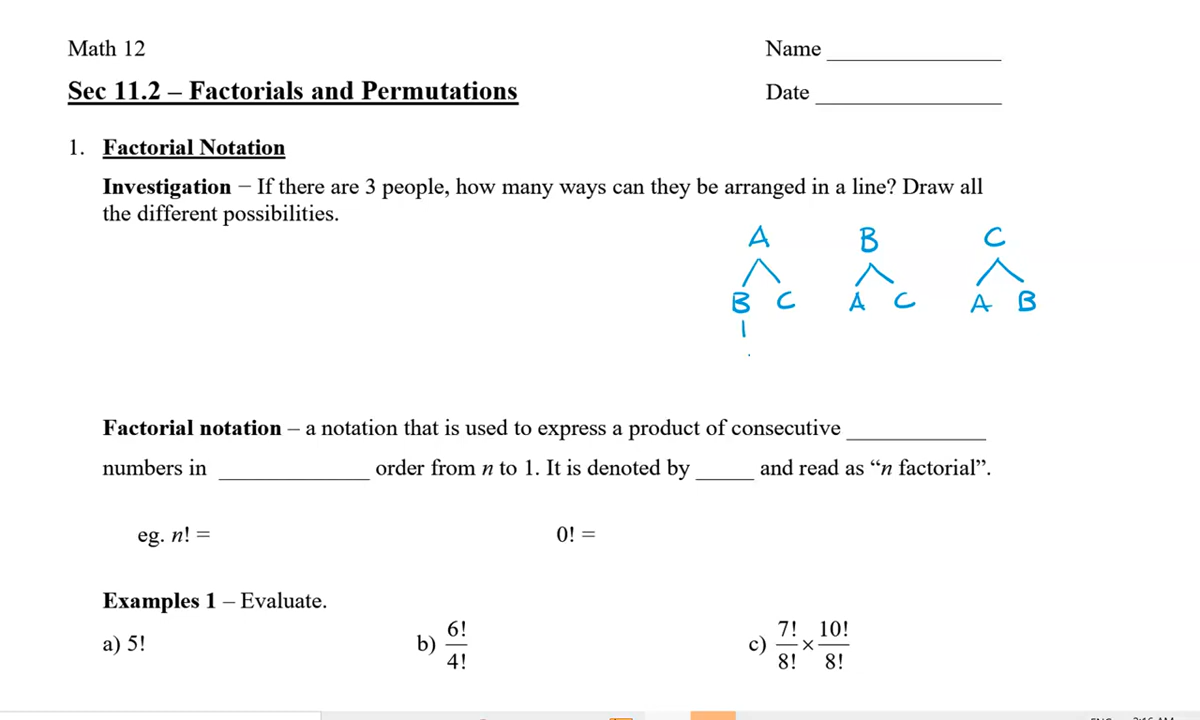 Math 12 Name
Sec 11.2 – Factorials and Permutations Date
1. Factorial Notation
Investigation − If there are 3 people, how many ways can they be arranged in a line? Draw all
the different possibilities.
A B C
B C A C A B
Factorial notation – a notation that is used to express a product of consecutive ____________
numbers in ____________ order from n to 1. It is denoted by _____ and read as “n factorial”.
eg. n! = 0! =
Examples 1 – Evaluate.
a) 5! b) 6!/4! c) 7!/8! × 10!/8!